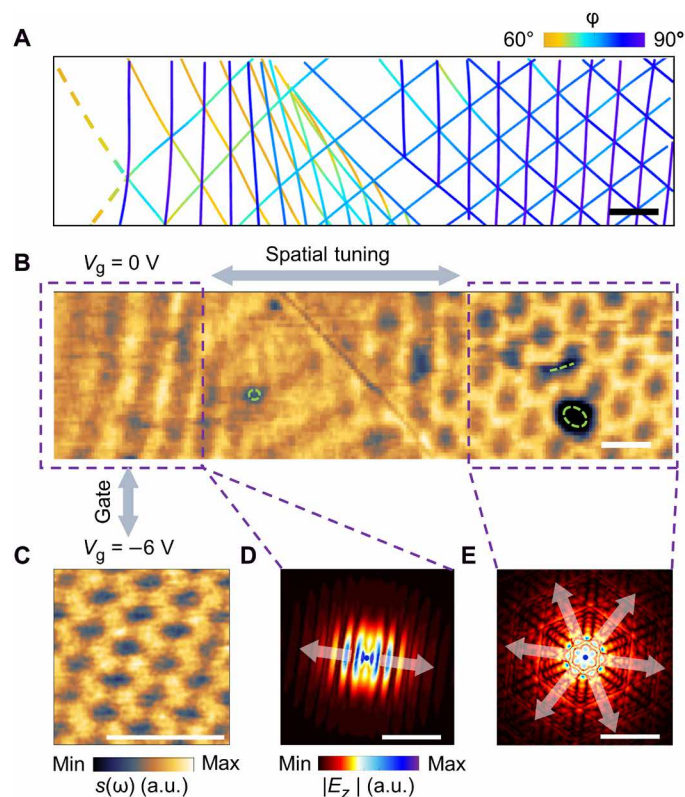 A
φ
60° 90°
B
Vg = 0 V
Spatial tuning
Gate
Vg = −6 V
C
D
E
Min Max
s(ω) (a.u.)
Min Max
|Ez| (a.u.)